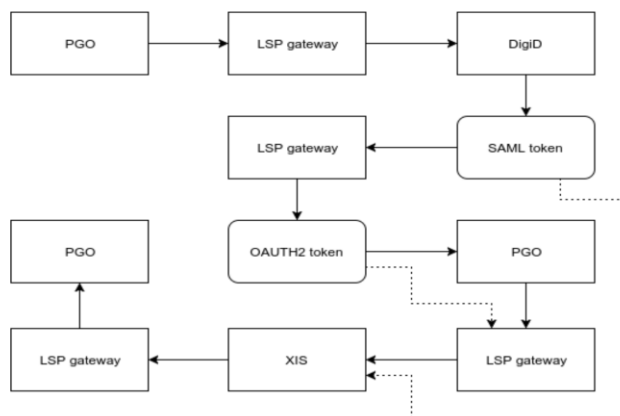 PGO
LSP gateway
DigiD
LSP gateway
SAML token
PGO
OAUTH2 token
PGO
LSP gateway
XIS
LSP gateway